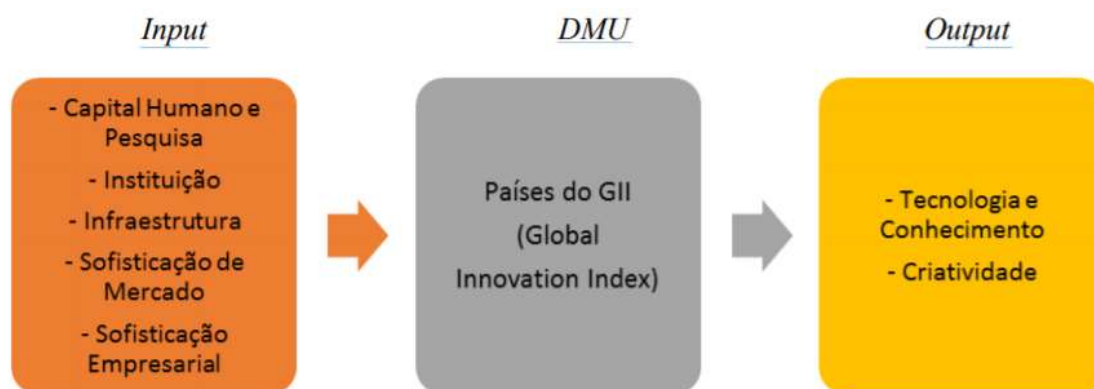 Input
DMU
Output
- Capital Humano e
Pesquisa
- Instituição
- Infraestrutura
- Sofisticação de
Mercado
- Sofisticação
Empresarial
Países do GII
(Global
Innovation Index)
- Tecnologia e
Conhecimento
- Criatividade